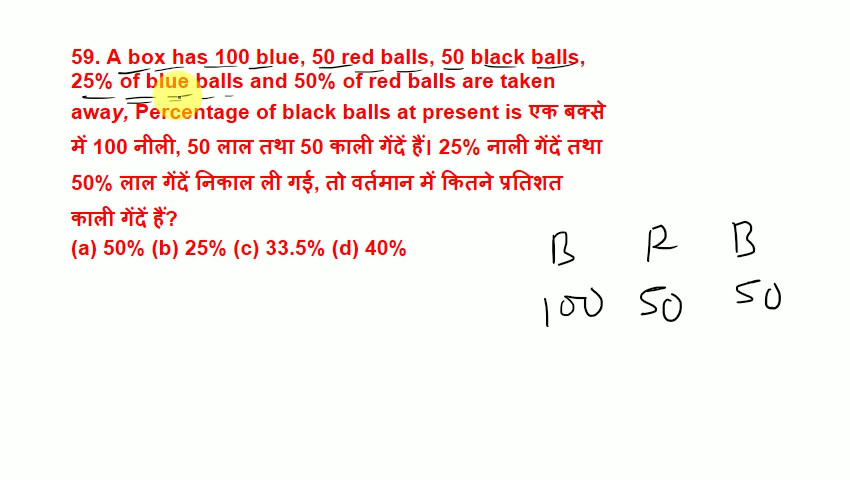 59. A box has 100 blue, 50 red balls, 50 black balls,
25% of blue balls and 50% of red balls are taken
away, Percentage of black balls at present is एक बक्से
में 100 नीली, 50 लाल तथा 50 काली गेंदें हैं। 25% नाली गेंदें तथा
50% लाल गेंदें निकाल ली गई, तो वर्तमान में कितने प्रतिशत
काली गेंदें हैं?
(a) 50% (b) 25% (c) 33.5% (d) 40%
B R B
100 50 50